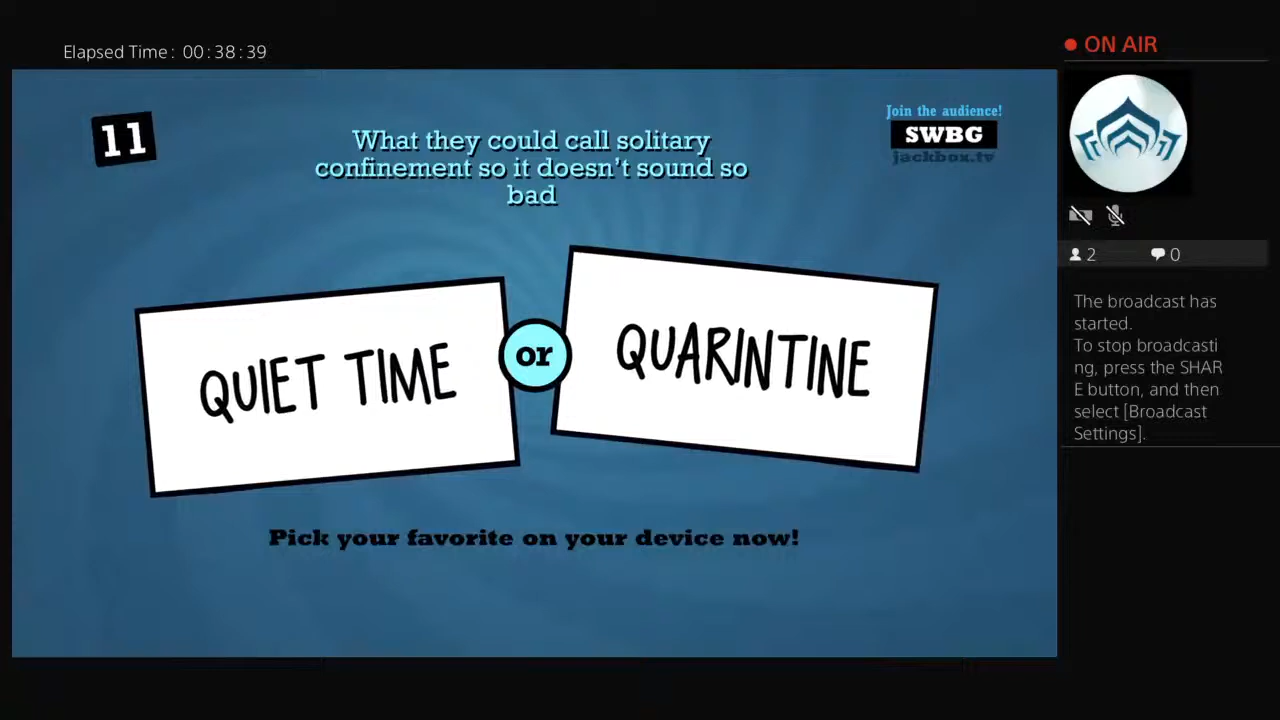 Elapsed Time: 00:38:39
ON AIR
11
What they could call solitary
confinement so it doesn't sound so
bad
Join the audience!
SWBG
jackbox.tv
QUIET TIME
or
QUARINTINE
Pick your favorite on your device now!
2
0
The broadcast has
started.
To stop broadcasti
ng, press the SHAR
E button, and then
select [Broadcast
Settings].